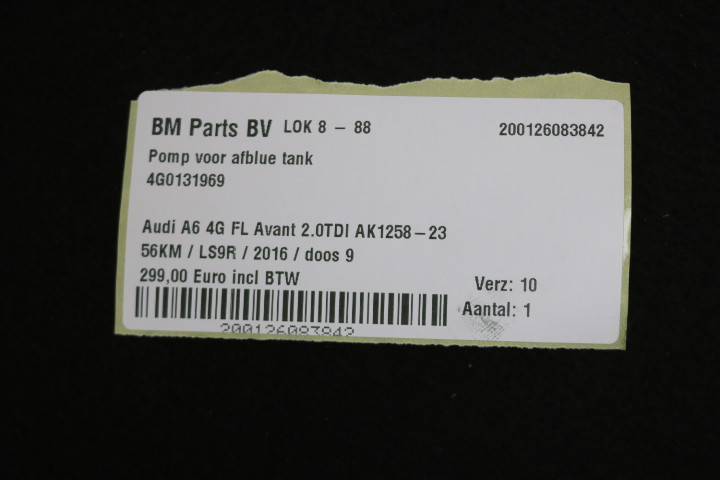 BM Parts BV LOK 8 - 88 200126083842
Pomp voor afblue tank
4G0131969
Audi A6 4G FL Avant 2.0TDI AK1258-23
56KM / LS9R / 2016 / doos 9
299,00 Euro incl BTW
Verz: 10
Aantal: 1
200126083842